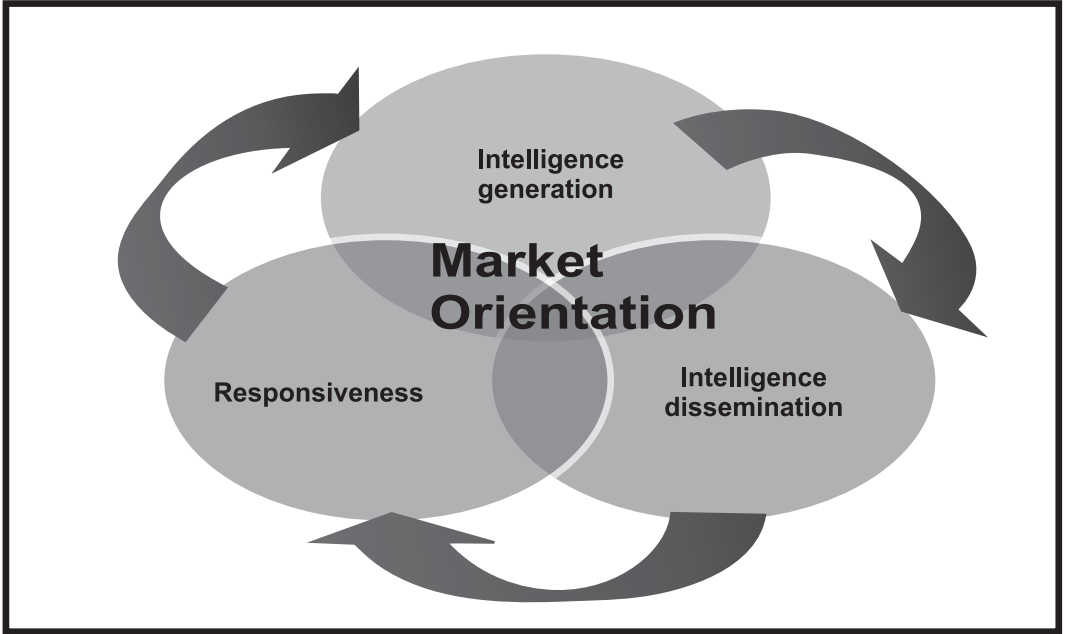 Intelligence
generation
Market
Orientation
Responsiveness
Intelligence
dissemination